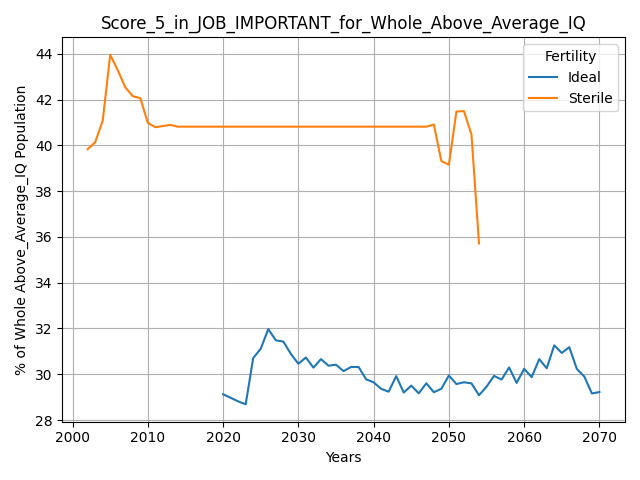 Score_5_in_JOB_IMPORTANT_for_Whole_Above_Average_IQ
Fertility
Ideal
Sterile
% of Whole Above_Average_IQ Population
44
42
40
38
36
34
32
30
28
2000 2010 2020 2030 2040 2050 2060 2070
Years